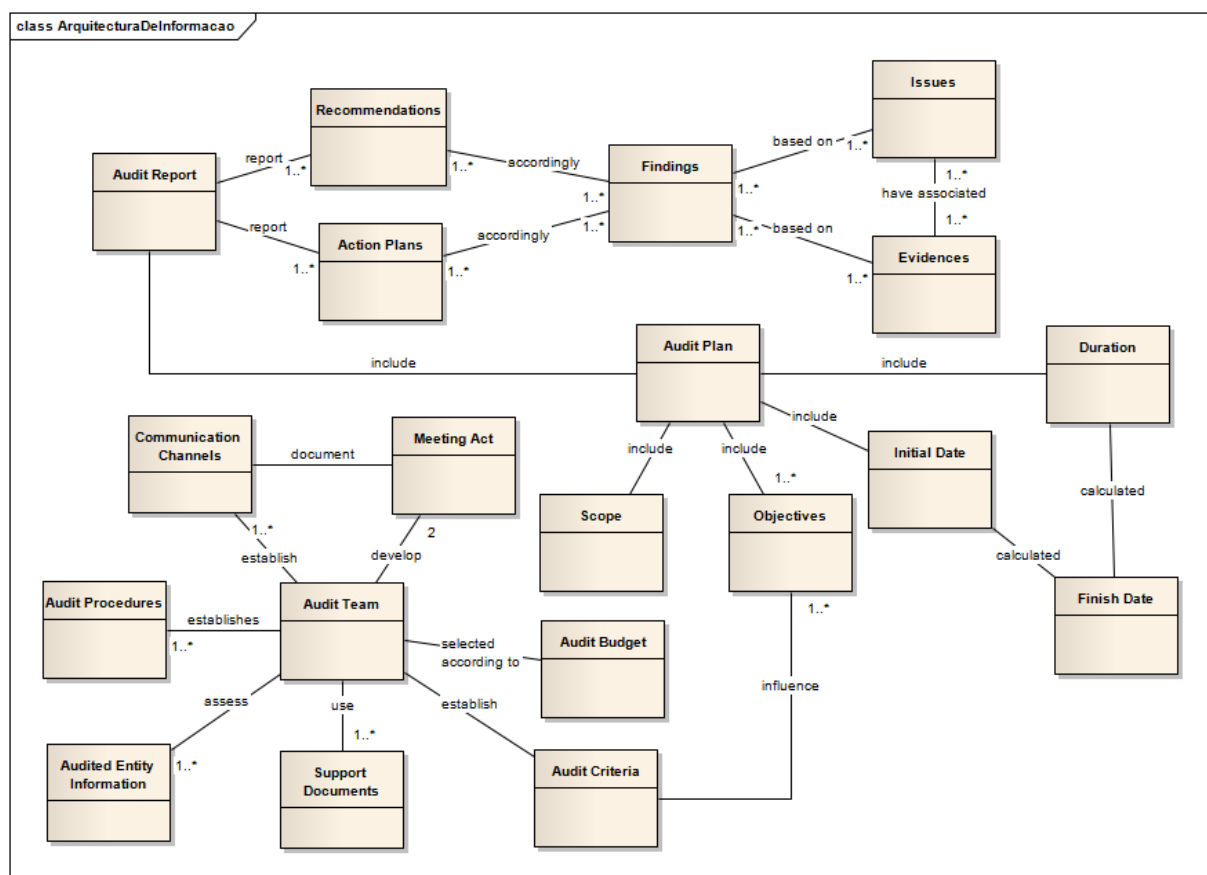 class ArquitecturaDeInformacao
Issues
Recommendations
based on
report
1..*
1..*
accordingly
1..*
Findings
Audit Report
1..*
1..*
1..*
have associated
report
1..*
1..*
accordingly
based on
1..*
Action Plans
1..*
1..*
1..*
Evidences
1..*
Audit Plan
Duration
include
include
include
Communication
Channels
Meeting Act
document
include
include
Initial Date
1..*
calculated
Scope
Objectives
1..*
2
establish
develop
calculated
Audit Procedures
Audit Team
Finish Date
1..*
establishes
1..*
selected
according to
Audit Budget
assess
use
establish
influence
1..*
1..*
Audited Entity
Information
Support
Documents
Audit Criteria